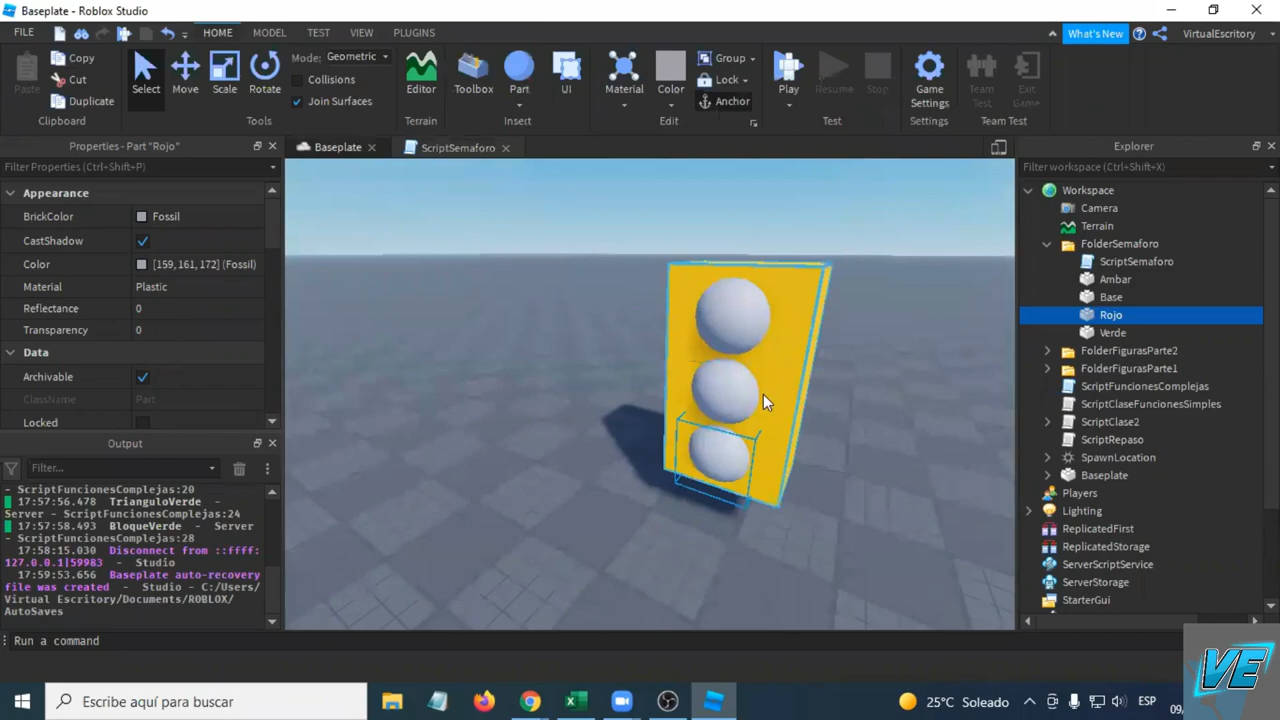 Baseplate - Roblox Studio
FILE HOME MODEL TEST VIEW PLUGINS What's New VirtualEscritory
Paste Copy Cut Duplicate Clipboard
Select Move Scale Rotate Mode: Geometric Collisions Join Surfaces Tools
Editor Terrain
Toolbox Part UI Insert
Material Color Group Lock Anchor Edit
Play Resume Stop Test
Game Settings Settings
Team Test Exit Game Team Test
Properties - Part "Rojo"
Filter Properties (Ctrl+Shift+P)
Appearance
BrickColor Fossil
CastShadow
Color [159,161,172] (Fossil)
Material Plastic
Reflectance 0
Transparency 0
Data
Archivable
ClassName Part
Locked
Output
Filter...
- ScriptFuncionesComplejas:20
17:57:56.478 TrianguloVerde -
Server - ScriptFuncionesComplejas:24
17:57:58.493 BloqueVerde - Server
- ScriptFuncionesComplejas:28
17:58:15.030 Disconnect from ::ffff:
127.0.0.1|59983 - Studio
17:59:53.656 Baseplate auto-recovery
file was created - Studio - C:/Users/
Virtual Escritory/Documents/ROBLOX/
AutoSaves
Baseplate ScriptSemaforo
Explorer
Filter workspace (Ctrl+Shift+X)
Workspace
Camera
Terrain
FolderSemaforo
ScriptSemaforo
Ambar
Base
Rojo
Verde
FolderFigurasParte2
FolderFigurasParte1
ScriptFuncionesComplejas
ScriptClaseFuncionesSimples
ScriptClase2
ScriptRepaso
SpawnLocation
Baseplate
Players
Lighting
ReplicatedFirst
ReplicatedStorage
ServerScriptService
ServerStorage
StarterGui
Run a command
Escribe aquí para buscar
25°C Soleado
ESP
09/
VE